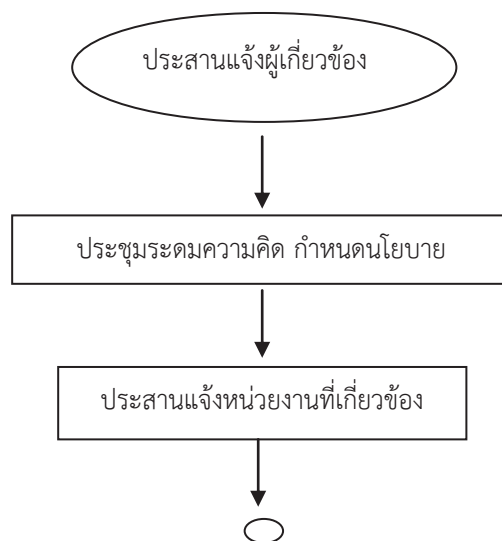 ประสานแจ้งผู้เกี่ยวข้อง
ประชุมระดมความคิด กำหนดนโยบาย
ประสานแจ้งหน่วยงานที่เกี่ยวข้อง